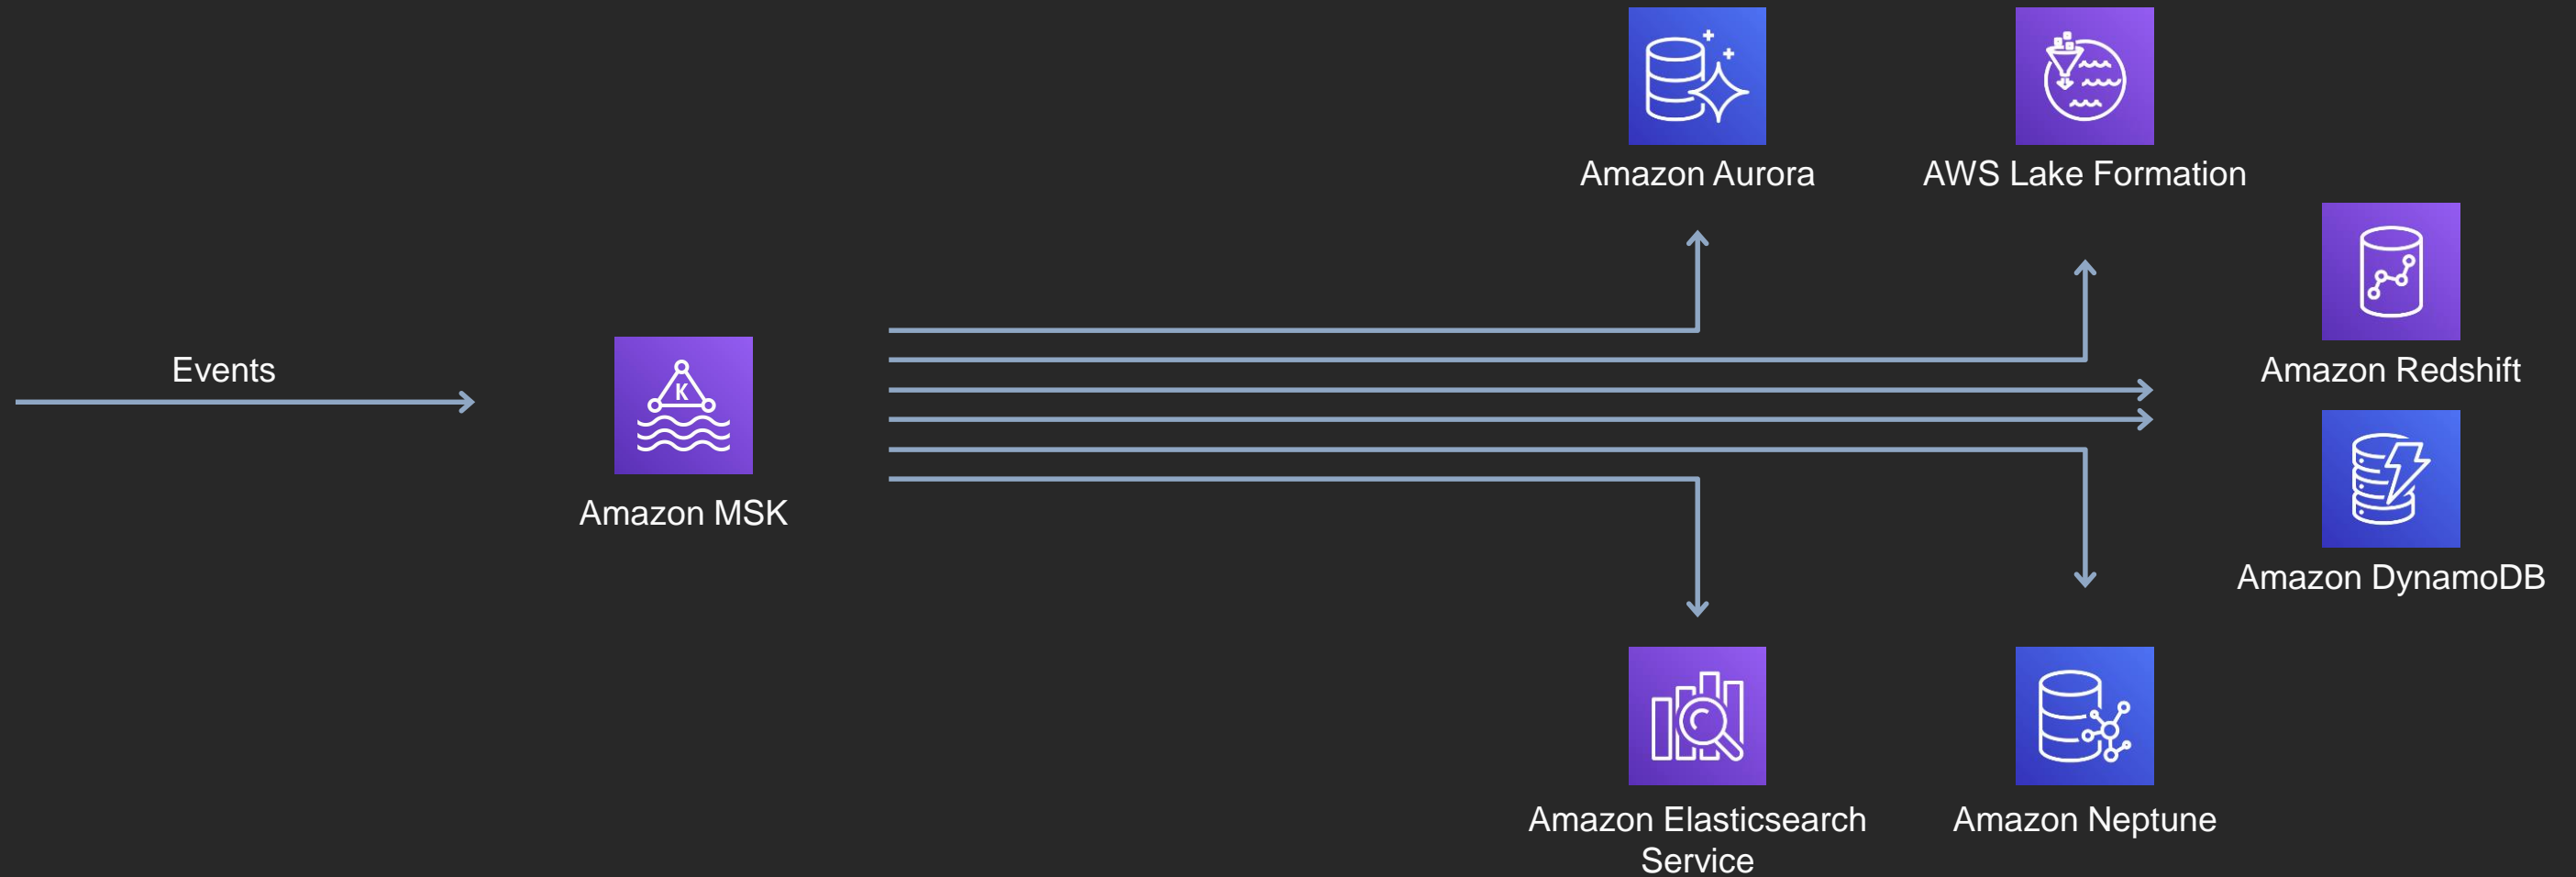 Amazon Aurora
AWS Lake Formation
Events
Amazon Redshift
K
Amazon MSK
Amazon DynamoDB
Amazon Elasticsearch
Service
Amazon Neptune